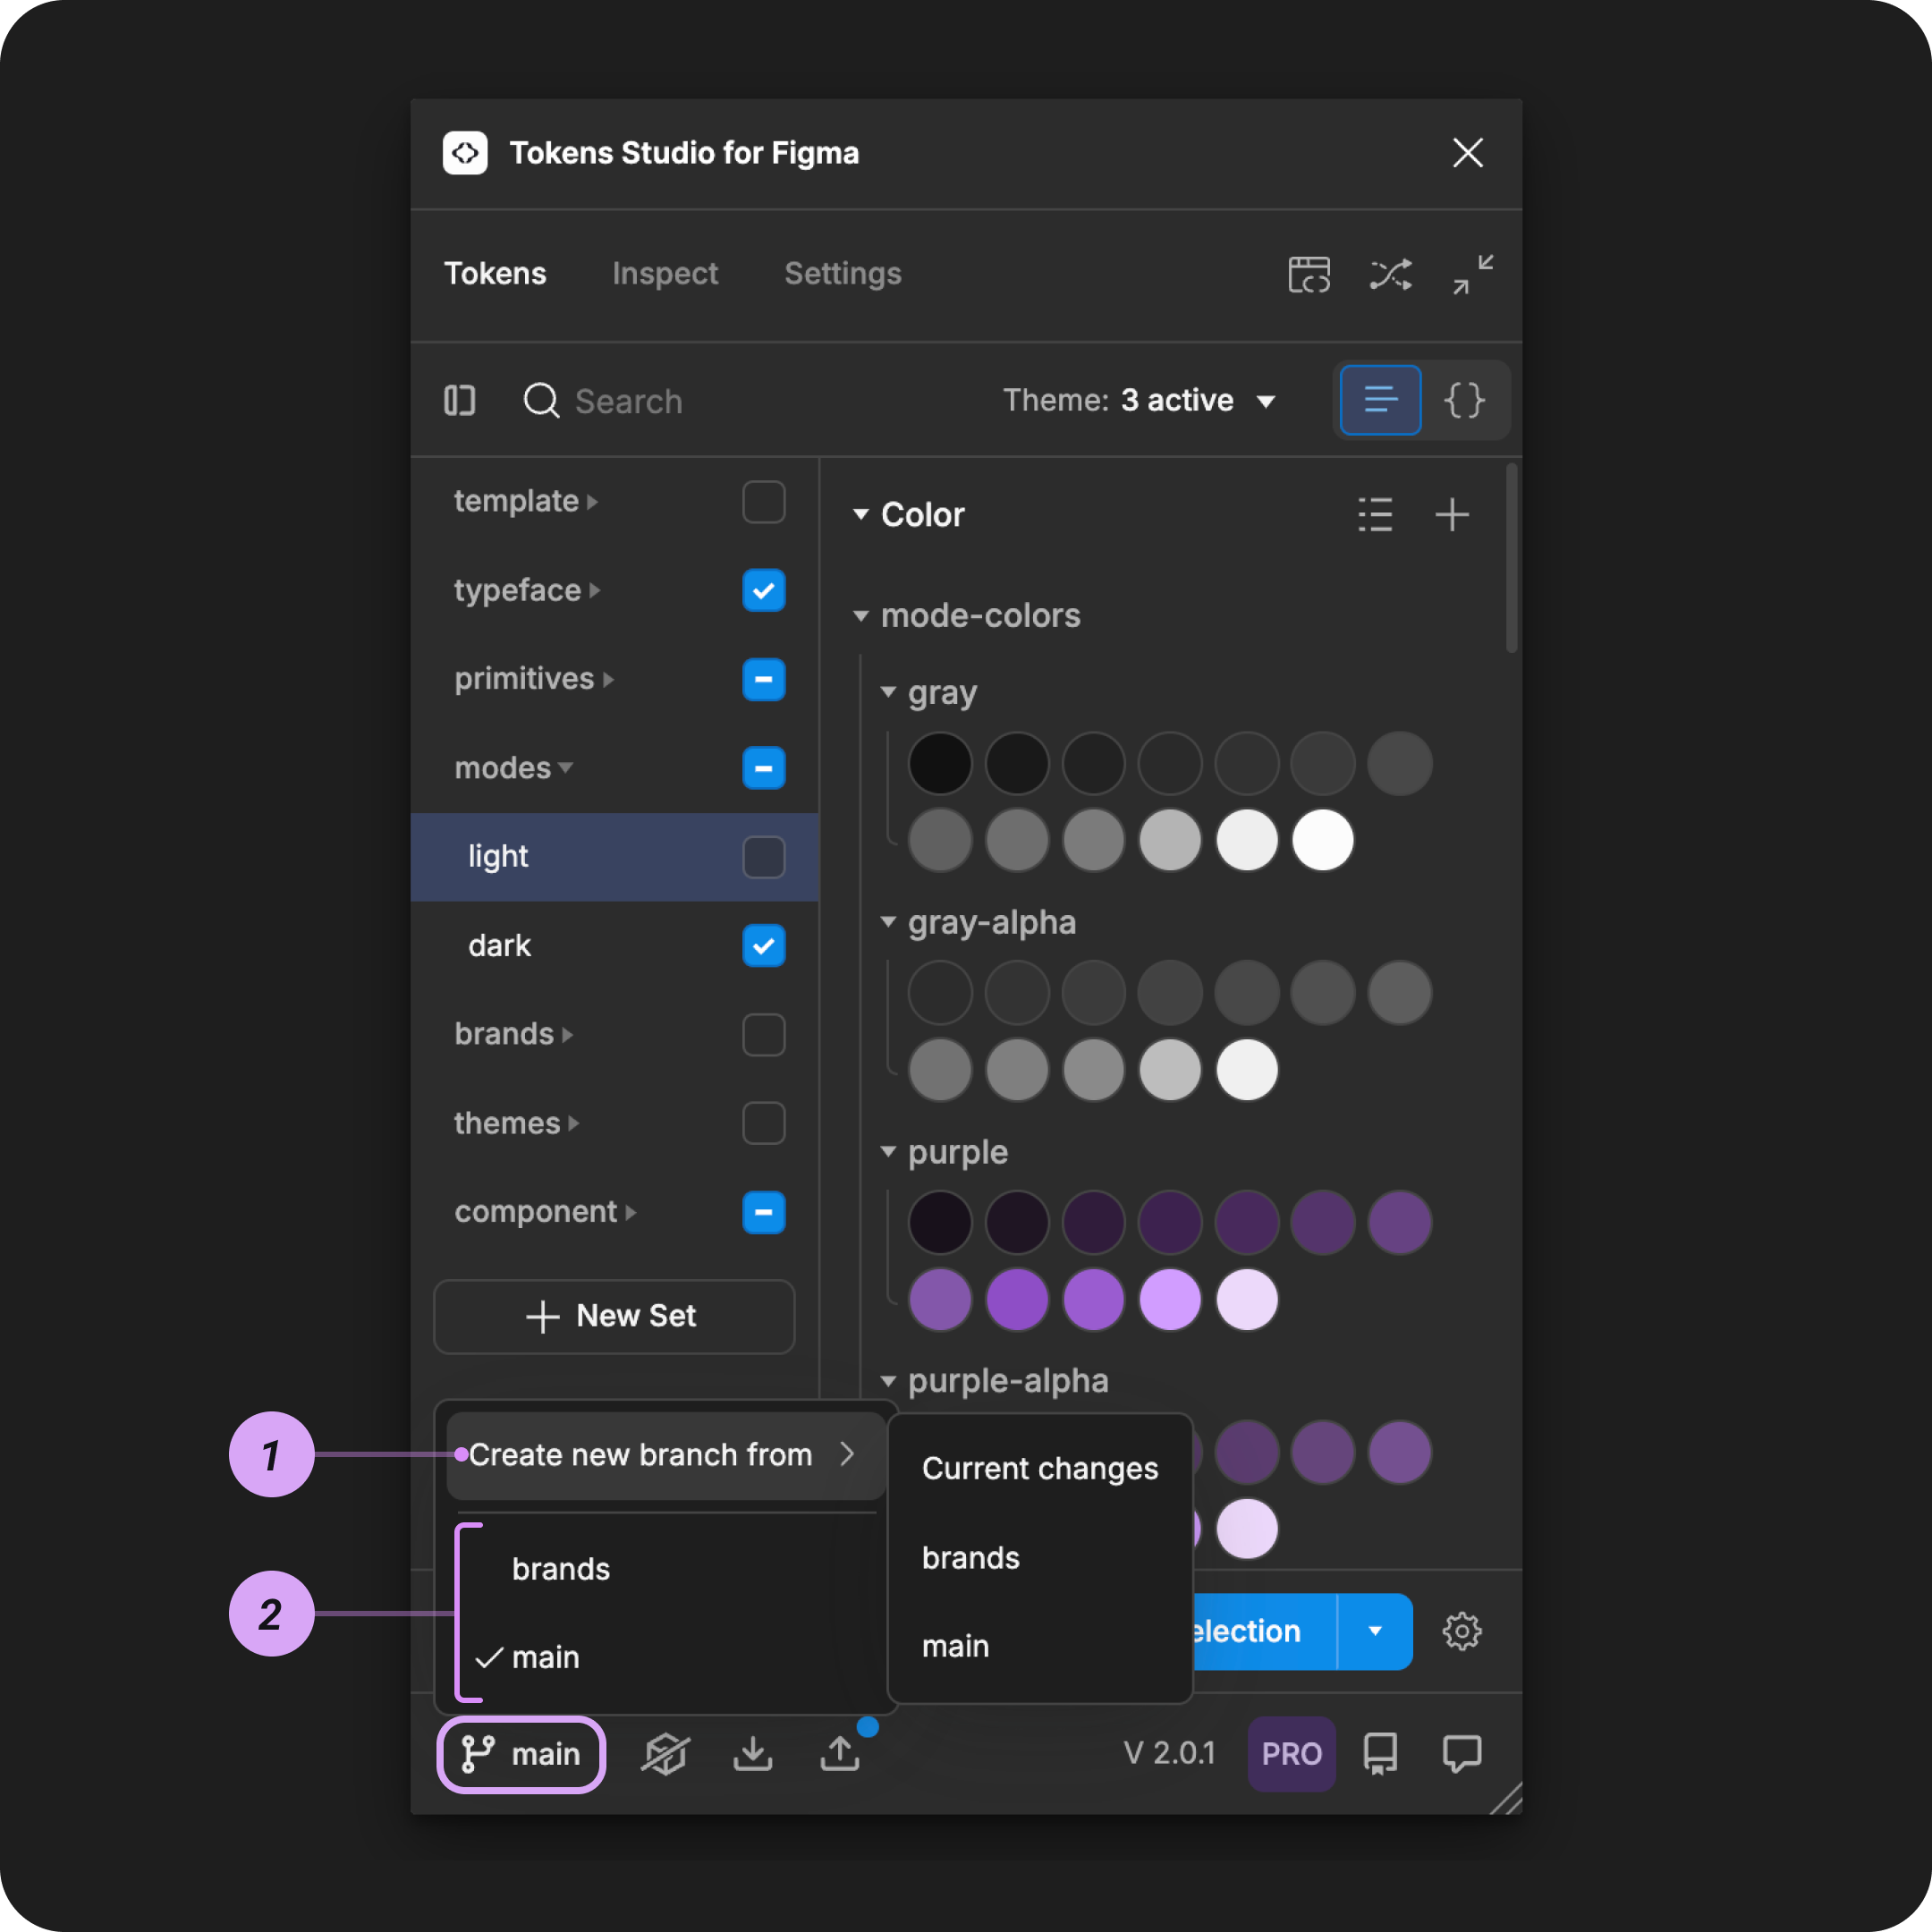 Tokens Studio for Figma
Tokens Inspect Settings
Search
Theme: 3 active
template
typeface
primitives
modes
light
dark
brands
themes
component
New Set
Color
mode-colors
gray
gray-alpha
purple
purple-alpha
1
Create new branch from
2
brands
main
Current changes
brands
main
election
main
V 2.0.1
PRO